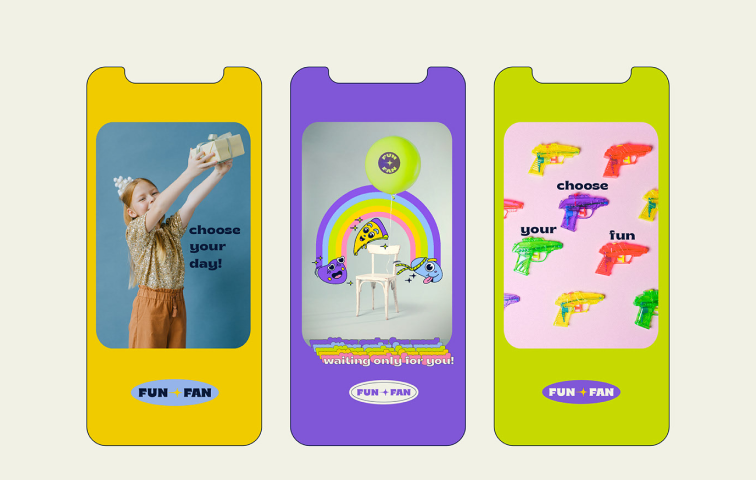 choose
your
day!
FUN FAN
FUN
FAN
waiting only for you!
FUN FAN
choose
your
fun
FUN FAN